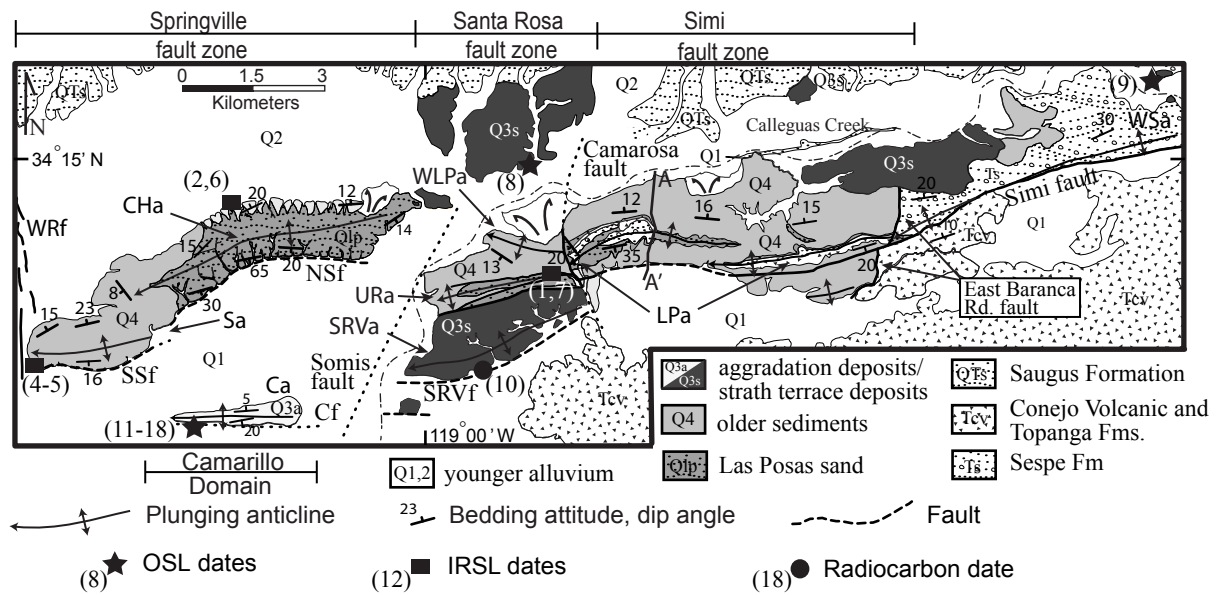 Springville
fault zone
Santa Rosa
fault zone
Simi
fault zone
0 1.5 3
Kilometers
N
34°15' N
QTs
Q2
Q3s
(8)
Q2
QTs
Q3s
QTs
(9)
Calleguas Creek
Q1
Camarosa
fault
WLPa
A
Q3s
Q4
30
WSa
Ts
Simi fault
(2,6)
20
12
CHa
WRf
15
Qlp
14
65
20
NSf
30
8
15
23
Q4
Sa
16
SSf
(4-5)
Q1
12
16
15
20
Q4
13
20
35
A'
Q4
10
Tcv
Q1
20
Tcv
URa
(1,7)
LPa
Q1
East Baranca
Rd. fault
SRVa
Q3s
Somis
fault
SRVf
(10)
Tcv
Ca
5
Q3a
20
Cf
(11-18)
119°00' W
Camarillo
Domain
Q3a
Q3s
aggradation deposits/
strath terrace deposits
QTs
Saugus Formation
Q4
older sediments
Tcv
Conejo Volcanic and
Topanga Fms.
Q1,2
younger alluvium
Qlp
Las Posas sand
Ts
Sespe Fm
Plunging anticline
23
Bedding attitude, dip angle
Fault
(8)
OSL dates
(12)
IRSL dates
(18)
Radiocarbon date